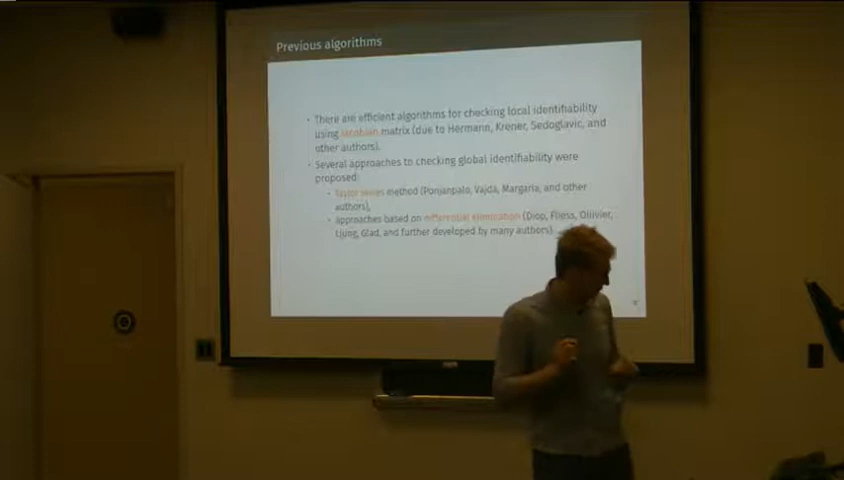 Previous algorithms
• There are efficient algorithms for checking local identifiability
using Jacobian matrix (due to Hermann, Krener, Sedoglavic, and
other authors).
• Several approaches to checking global identifiability were
proposed:
• Taylor series method (Pohjanpalo, Vajda, Margaria, and other
authors),
• approaches based on differential elimination (Diop, Fliess, Ollivier,
Ljung, Glad, and further developed by many authors).